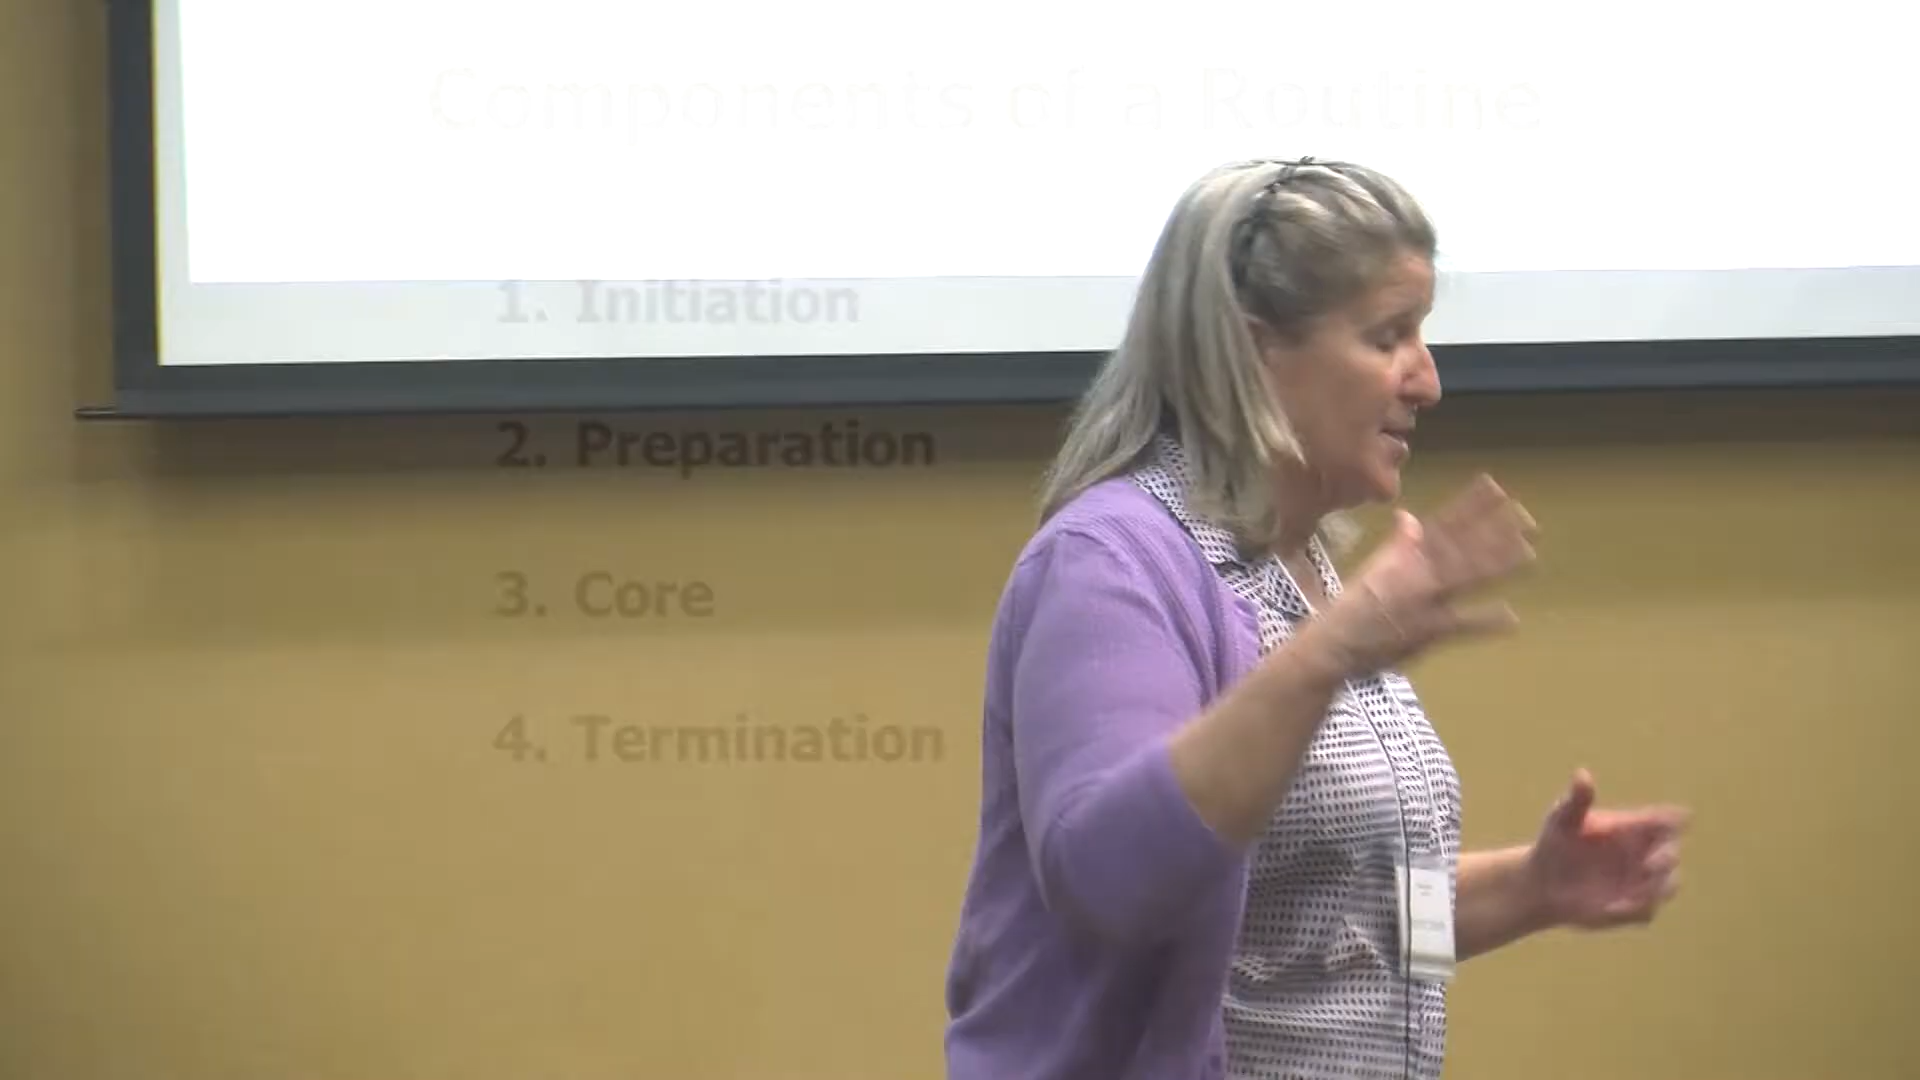 Components of a Routine
1. Initiation
2. Preparation
3. Core
4. Termination